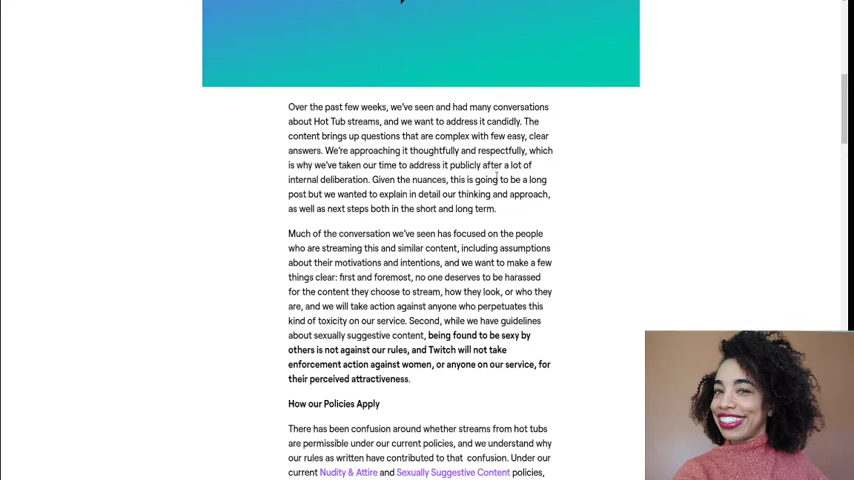 Over the past few weeks, we've seen and had many conversations
about Hot Tub streams, and we want to address it candidly. The
content brings up questions that are complex with few easy, clear
answers. We're approaching it thoughtfully and respectfully, which
is why we've taken our time to address it publicly after a lot of
internal deliberation. Given the nuances, this is going to be a long
post but we wanted to explain in detail our thinking and approach,
as well as next steps both in the short and long term.
Much of the conversation we've seen has focused on the people
who are streaming this and similar content, including assumptions
about their motivations and intentions, and we want to make a few
things clear: first and foremost, no one deserves to be harassed
for the content they choose to stream, how they look, or who they
are, and we will take action against anyone who perpetuates this
kind of toxicity on our service. Second, while we have guidelines
about sexually suggestive content, being found to be sexy by
others is not against our rules, and Twitch will not take
enforcement action against women, or anyone on our service, for
their perceived attractiveness.
How our Policies Apply
There has been confusion around whether streams from hot tubs
are permissible under our current policies, and we understand why
our rules as written have contributed to that confusion. Under our
current Nudity & Attire and Sexually Suggestive Content policies,